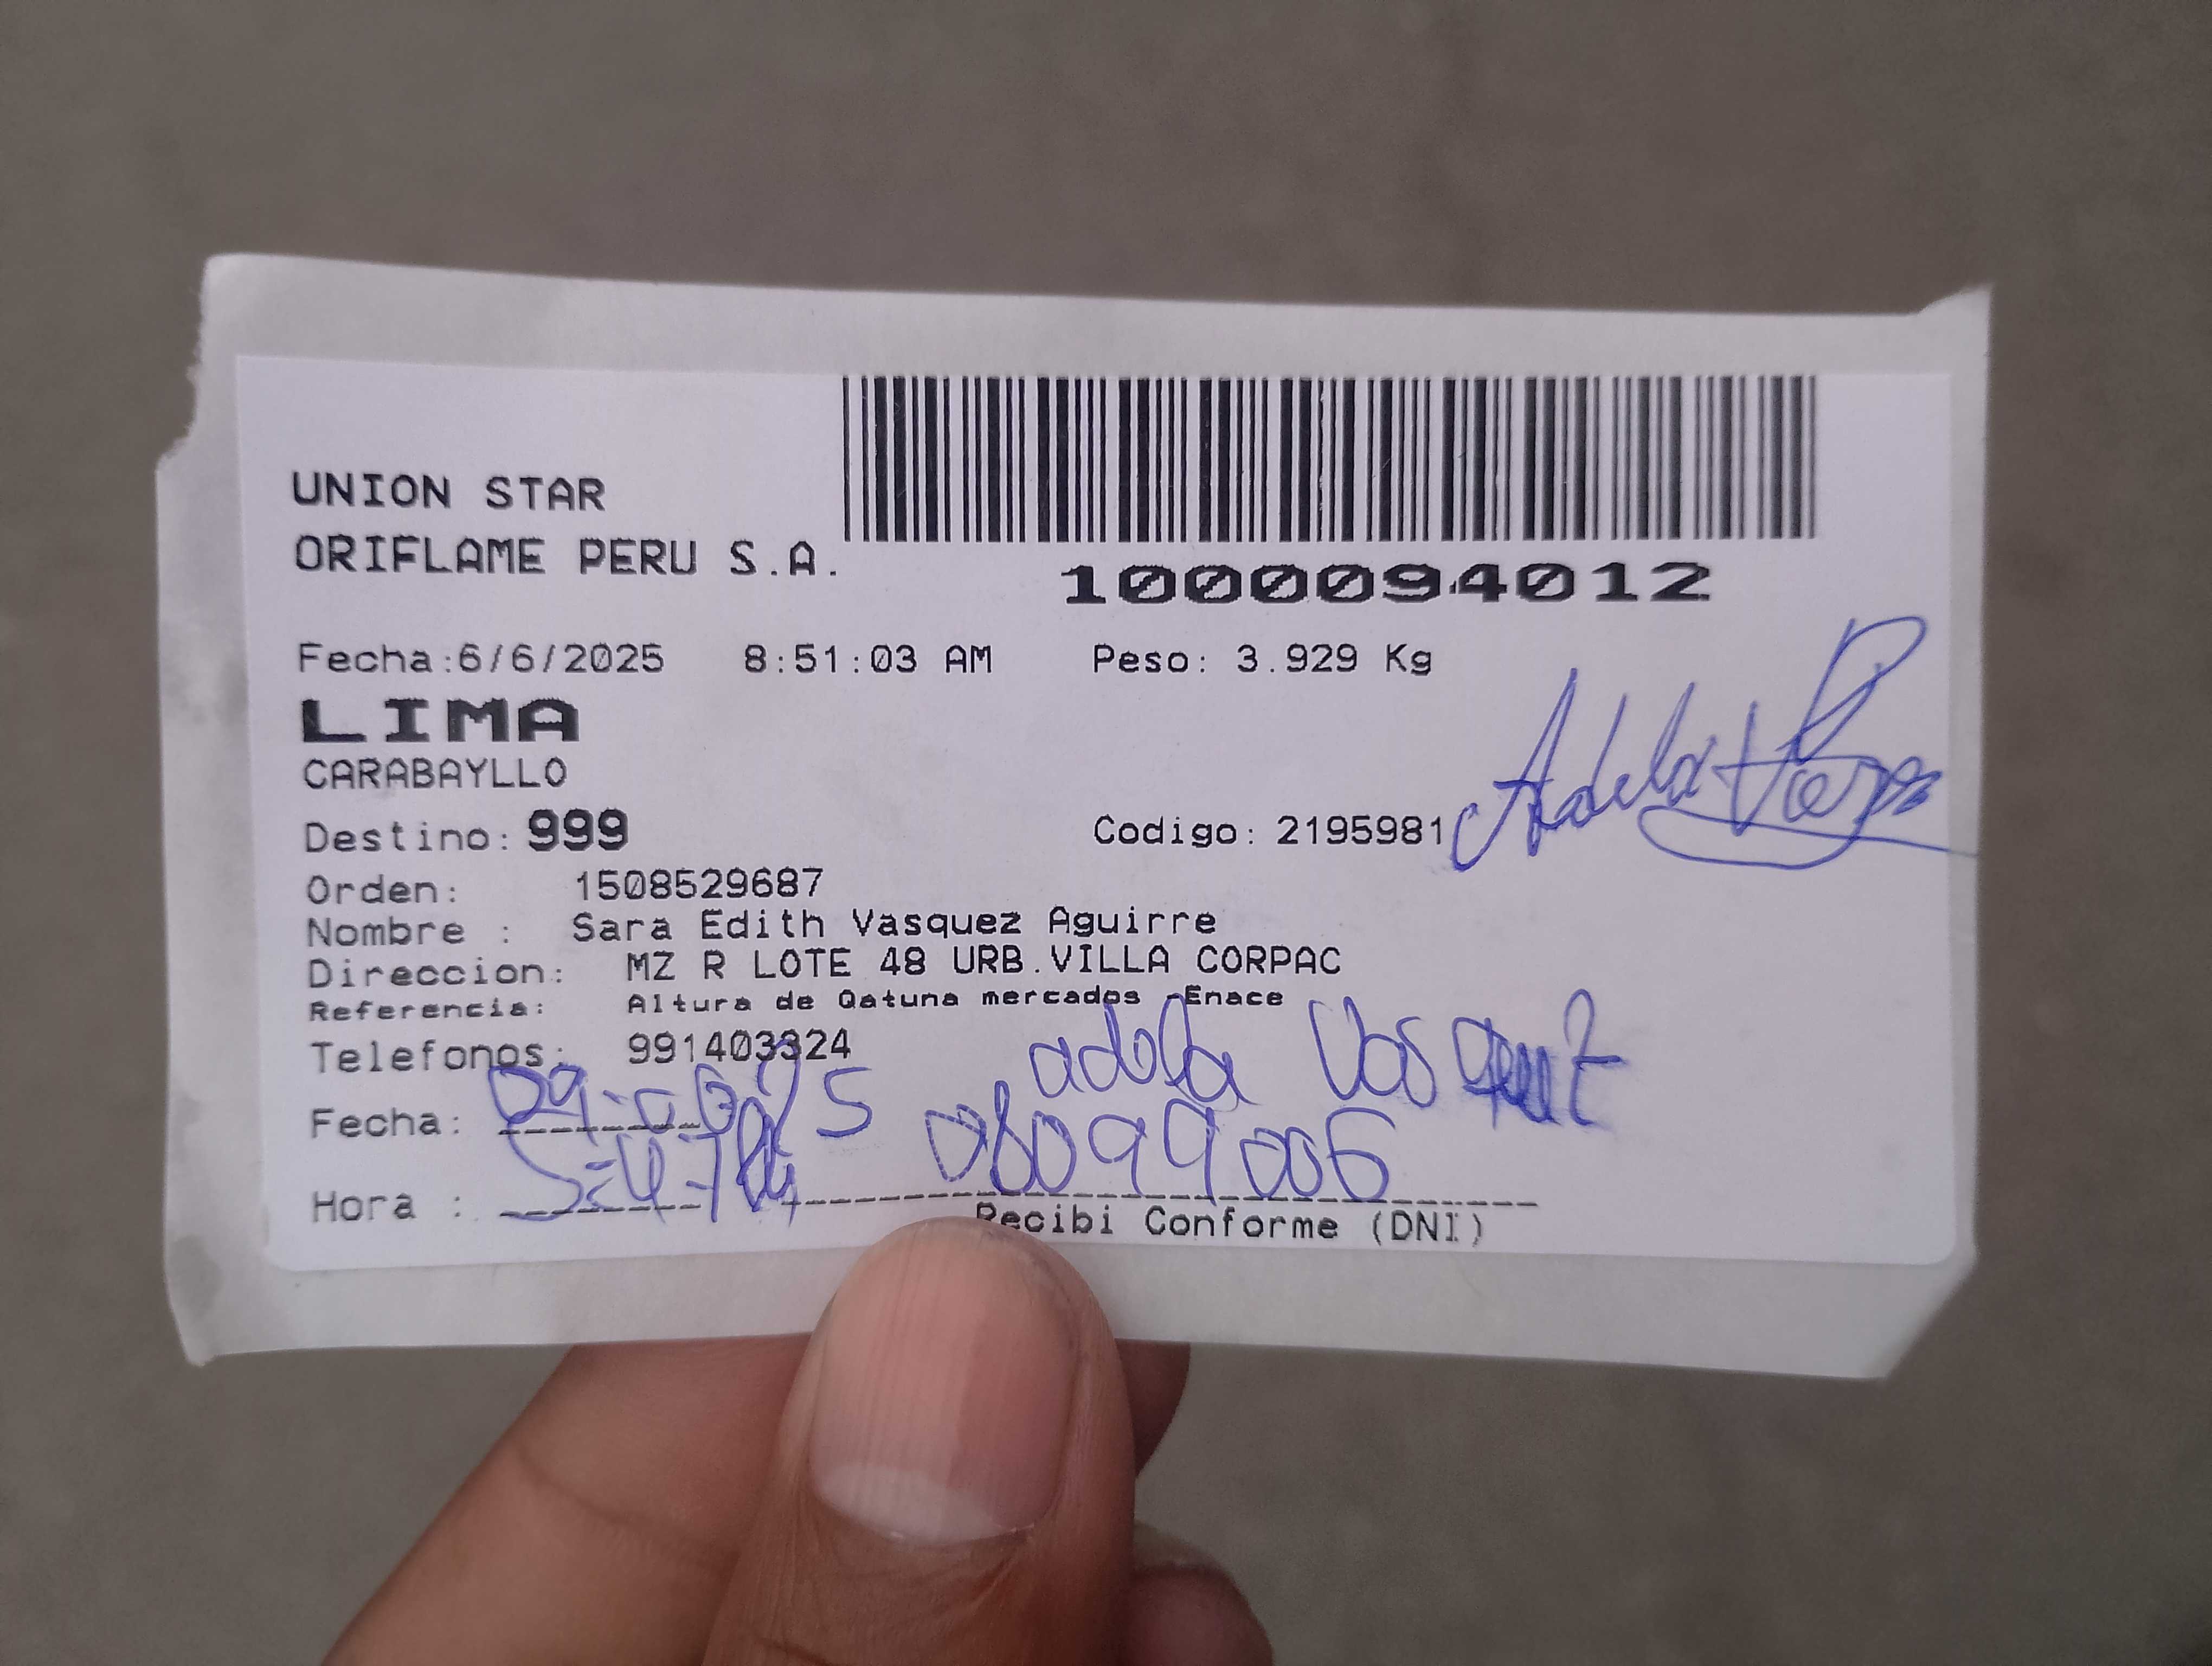 UNION STAR
ORIFLAME PERU S.A.
1000094012
Fecha:6/6/2025 8:51:03 AM Peso: 3.929 Kg
LIMA
CARABAYLLO
Destino: 999 Codigo: 2195981
Adela
Orden: 1508529687
Nombre : Sara Edith Vasquez Aguirre
Direccion: MZ R LOTE 48 URB.VILLA CORPAC
Referencia: Altura de Qatuna mercados -Enace
Telefonos: 991403324
adela Vasquez
Fecha:
08099006
Hora :
Recibi Conforme (DNI)